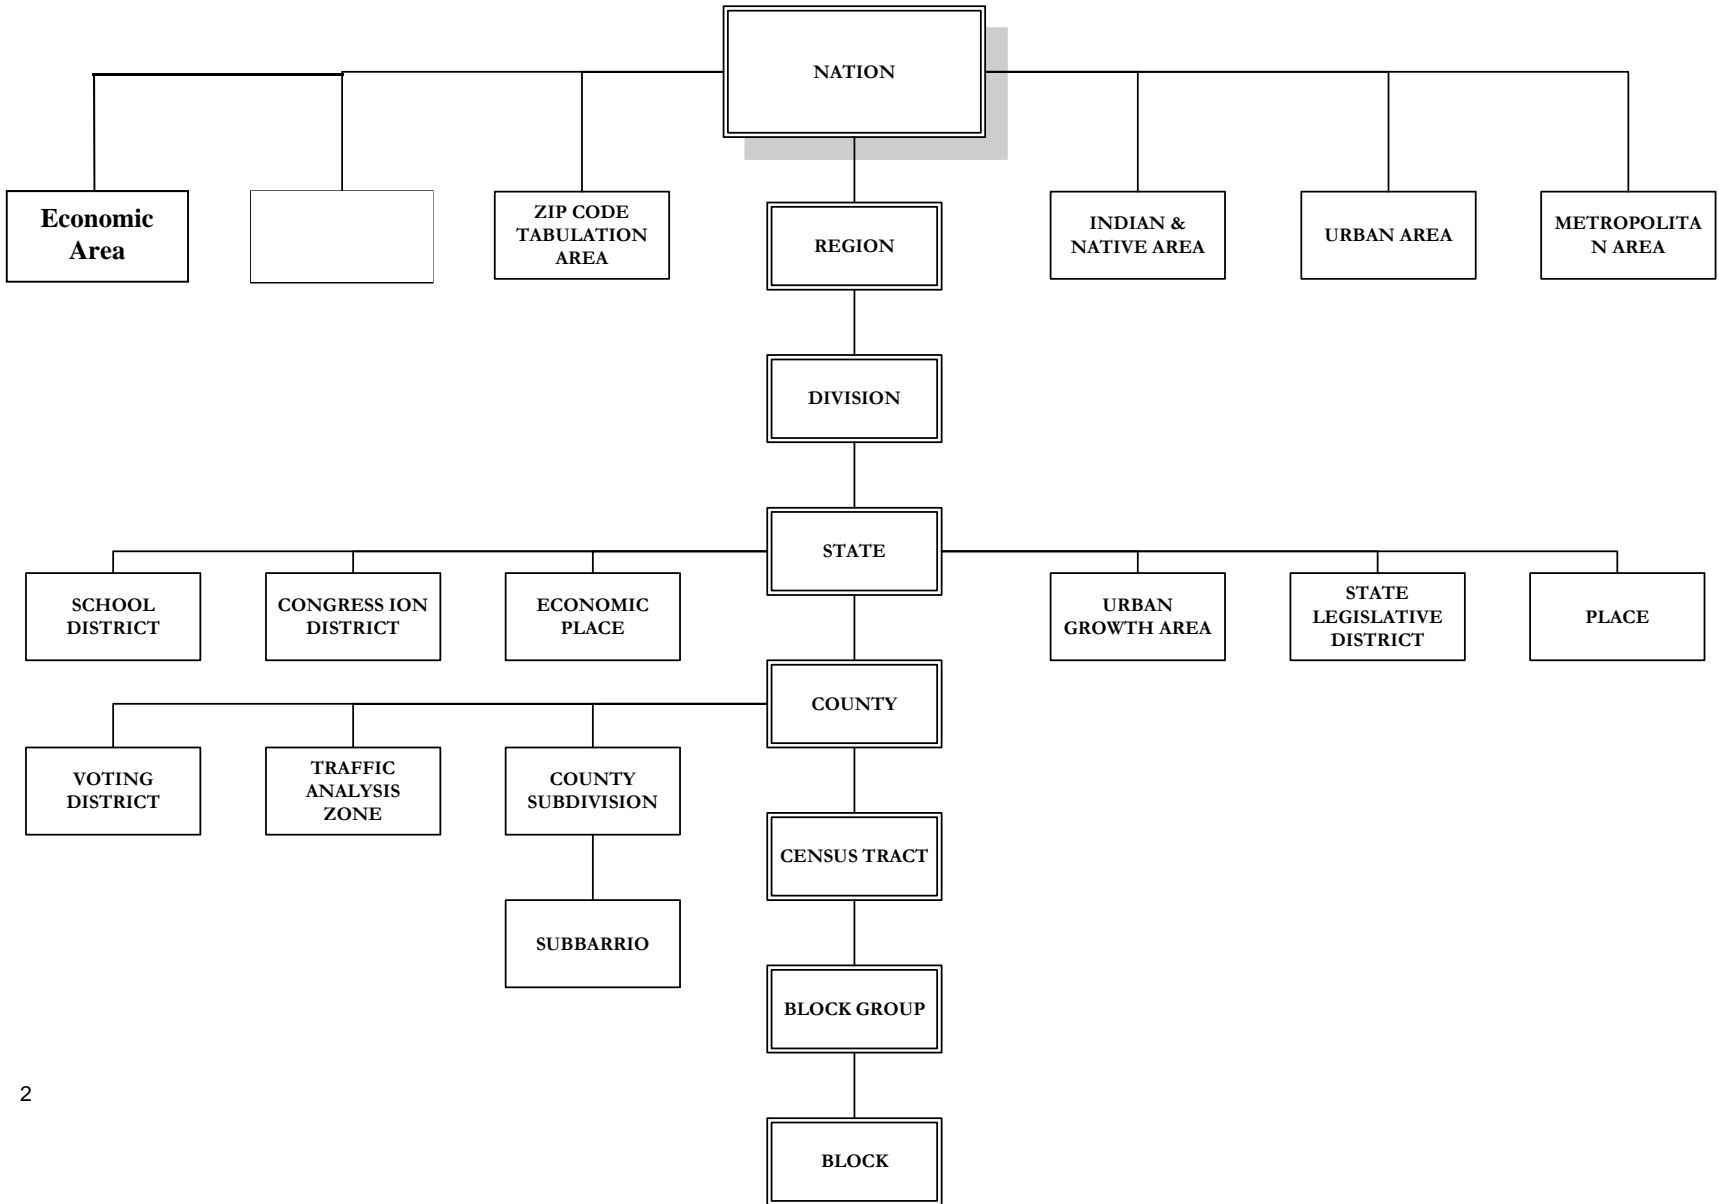 NATION
Economic
Area
ZIP CODE
TABULATION
AREA
REGION
INDIAN &
NATIVE AREA
URBAN AREA
METROPOLITA
N AREA
DIVISION
STATE
SCHOOL
DISTRICT
CONGRESS ION
DISTRICT
ECONOMIC
PLACE
URBAN
GROWTH AREA
STATE
LEGISLATIVE
DISTRICT
PLACE
COUNTY
VOTING
DISTRICT
TRAFFIC
ANALYSIS
ZONE
COUNTY
SUBDIVISION
CENSUS TRACT
SUBBARRIO
BLOCK GROUP
2
BLOCK